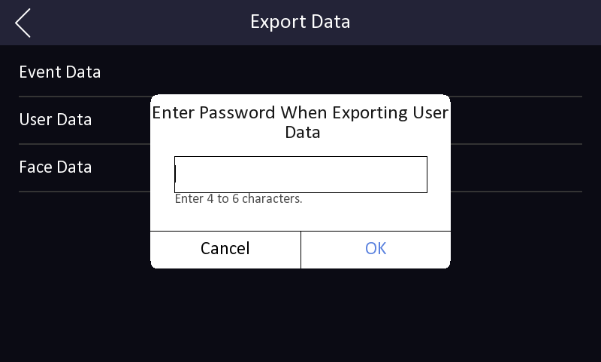 Export Data
Event Data
User Data
Face Data
Enter Password When Exporting User
Data
Enter 4 to 6 characters.
Cancel
OK